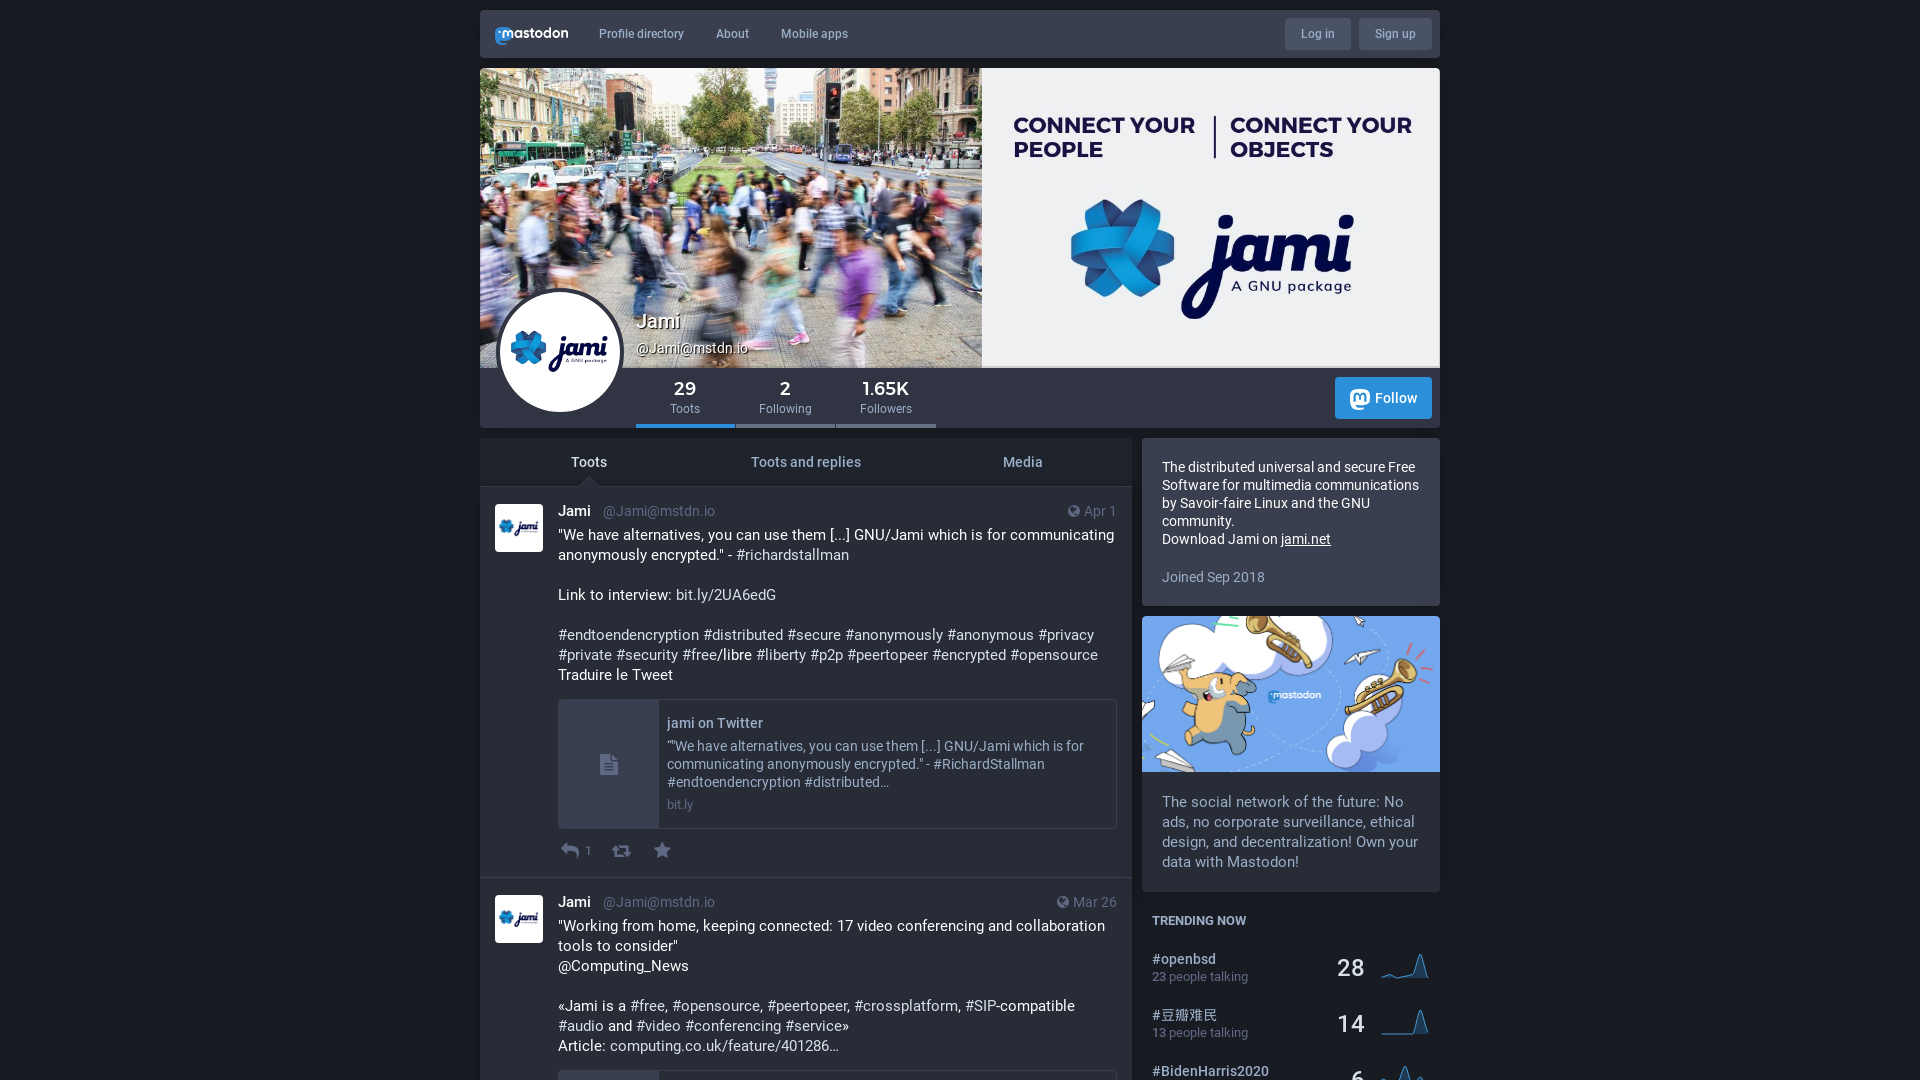 mastodon
Profile directory
About
Mobile apps
Log in
Sign up
CONNECT YOUR PEOPLE
CONNECT YOUR OBJECTS
jami
A GNU package
jami
A GNU package
Jami
@Jami@mstdn.io
29
Toots
2
Following
1.65K
Followers
Follow
Toots
Toots and replies
Media
jami
Jami @Jami@mstdn.io
Apr 1
"We have alternatives, you can use them [...] GNU/Jami which is for communicating
anonymously encrypted." - #richardstallman
Link to interview: bit.ly/2UA6edG
#endtoendencryption #distributed #secure #anonymously #anonymous #privacy
#private #security #free/libre #liberty #p2p #peertopeer #encrypted #opensource
Traduire le Tweet
jami on Twitter
“"We have alternatives, you can use them [...] GNU/Jami which is for
communicating anonymously encrypted." - #RichardStallman
#endtoendencryption #distributed…
bit.ly
1
jami
Jami @Jami@mstdn.io
Mar 26
"Working from home, keeping connected: 17 video conferencing and collaboration
tools to consider"
@Computing_News
«Jami is a #free, #opensource, #peertopeer, #crossplatform, #SIP-compatible
#audio and #video #conferencing #service»
Article: computing.co.uk/feature/401286…
The distributed universal and secure Free
Software for multimedia communications
by Savoir-faire Linux and the GNU
community.
Download Jami on jami.net
Joined Sep 2018
mastodon
The social network of the future: No
ads, no corporate surveillance, ethical
design, and decentralization! Own your
data with Mastodon!
TRENDING NOW
#openbsd
23 people talking
28
#豆瓣难民
13 people talking
14
#BidenHarris2020
6